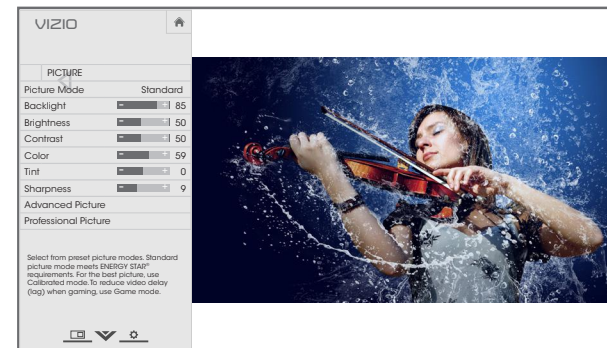 VIZIO
PICTURE
Picture Mode Standard
Backlight 85
Brightness 50
Contrast 50
Color 59
Tint 0
Sharpness 9
Advanced Picture
Professional Picture
Select from preset picture modes. Standard
picture mode meets ENERGY STAR®
requirements. For the best picture, use
Calibrated mode. To reduce video delay
(lag) when gaming, use Game mode.